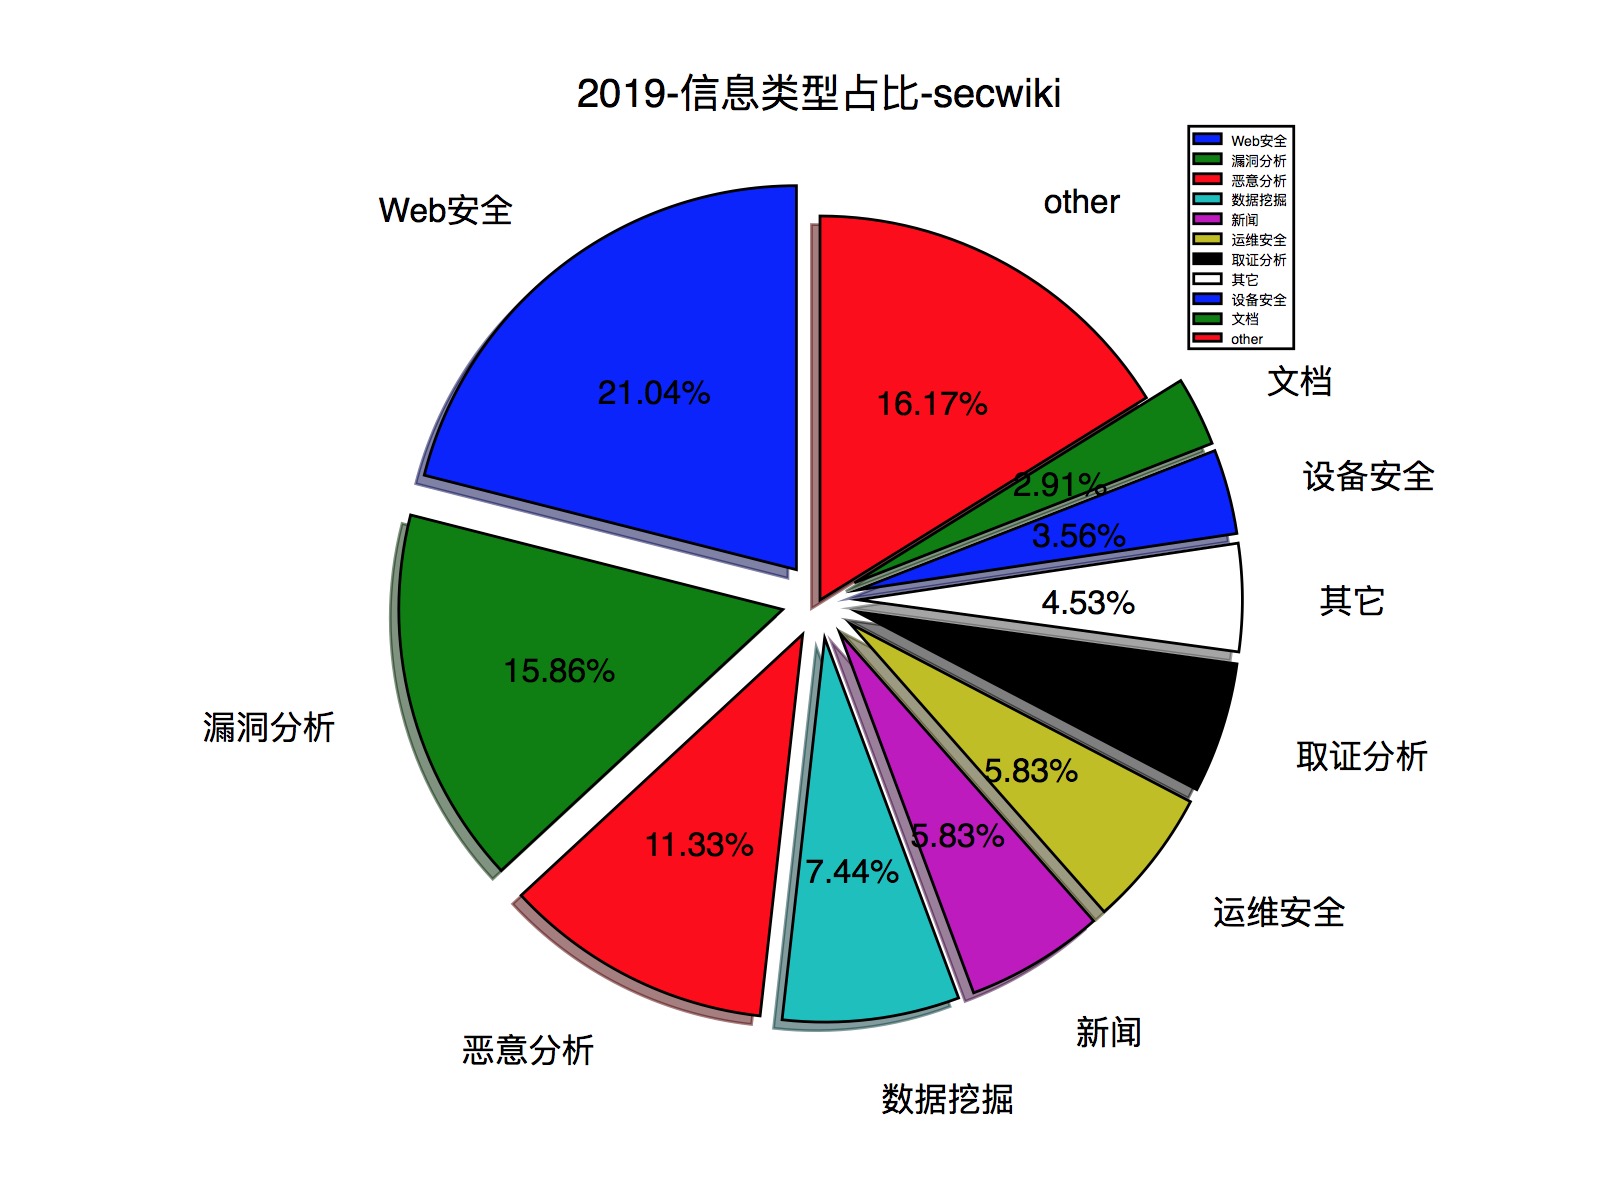 2019-信息类型占比-secwiki
Web安全
漏洞分析
恶意分析
数据挖掘
新闻
运维安全
取证分析
其它
设备安全
文档
other
Web安全
other
文档
设备安全
其它
取证分析
运维安全
新闻
数据挖掘
恶意分析
漏洞分析
21.04%
16.17%
2.91%
3.56%
4.53%
5.83%
5.83%
7.44%
11.33%
15.86%